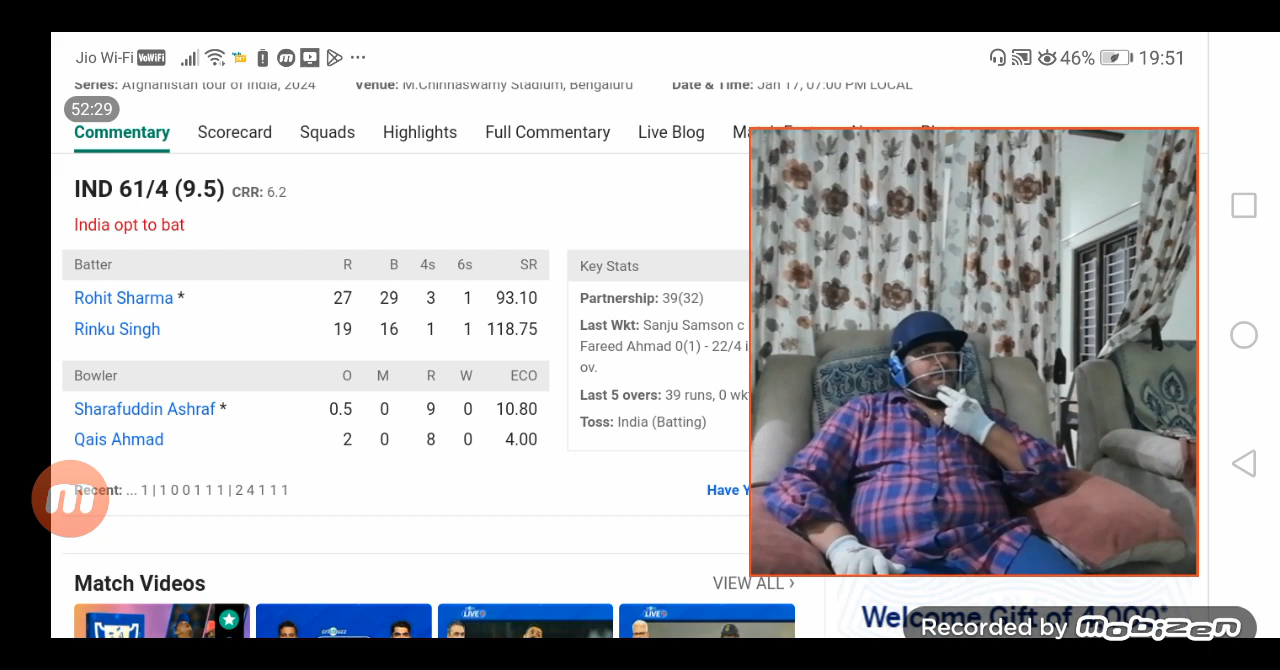 Jio Wi-Fi VoWiFi 46% 19:51
Series: Afghanistan tour of India, 2024 Venue: M.Chinnaswamy Stadium, Bengaluru Date & Time: Jan 17, 07:00 PM LOCAL
52:29
Commentary Scorecard Squads Highlights Full Commentary Live Blog
IND 61/4 (9.5) CRR: 6.2
India opt to bat
Batter R B 4s 6s SR
Rohit Sharma * 27 29 3 1 93.10
Rinku Singh 19 16 1 1 118.75
Bowler O M R W ECO
Sharafuddin Ashraf * 0.5 0 9 0 10.80
Qais Ahmad 2 0 8 0 4.00
Key Stats
Partnership: 39(32)
Last Wkt: Sanju Samson c
Fareed Ahmad 0(1) - 22/4 i
ov.
Last 5 overs: 39 runs, 0 wk
Toss: India (Batting)
Recent: ... 1 | 1 0 0 1 1 1 | 2 4 1 1 1
Have Y
Match Videos VIEW ALL ›
LIVE LIVE
Welcome Gift of 4,000*
Recorded by mobizen